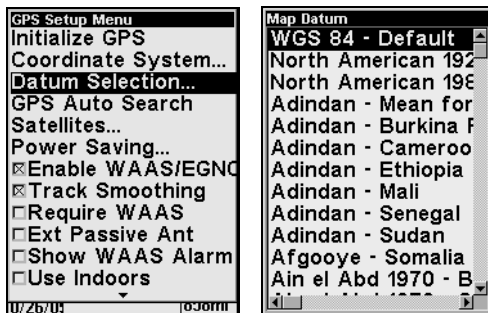 GPS Setup Menu
Initialize GPS
Coordinate System...
Datum Selection...
GPS Auto Search
Satellites...
Power Saving...
Enable WAAS/EGNO
Track Smoothing
Require WAAS
Ext Passive Ant
Show WAAS Alarm
Use Indoors
Map Datum
WGS 84 - Default
North American 192
North American 198
Adindan - Mean for
Adindan - Burkina F
Adindan - Cameroo
Adindan - Ethiopia
Adindan - Mali
Adindan - Senegal
Adindan - Sudan
Afgooye - Somalia
Ain el Abd 1970 - B